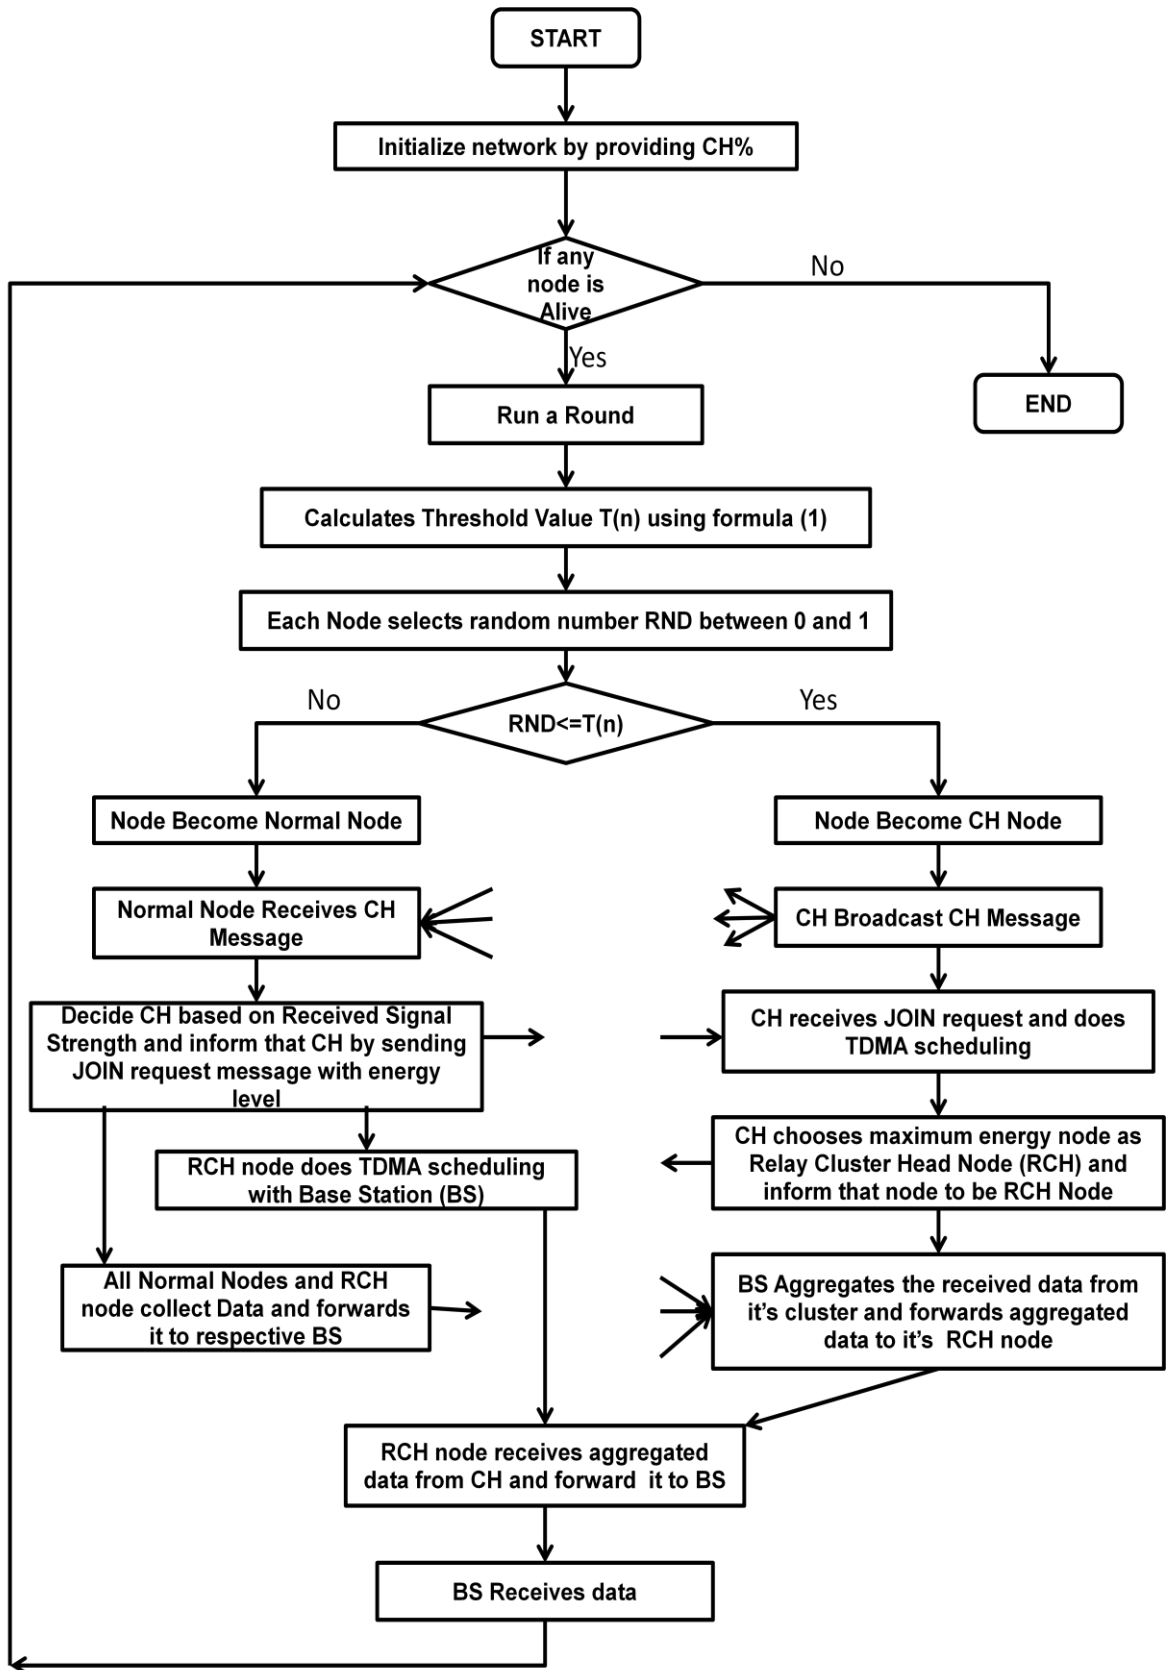 START
Initialize network by providing CH%
If any
node is
Alive
No
Yes
END
Run a Round
Calculates Threshold Value T(n) using formula (1)
Each Node selects random number RND between 0 and 1
No
Yes
RND<=T(n)
Node Become Normal Node
Node Become CH Node
Normal Node Receives CH
Message
CH Broadcast CH Message
Decide CH based on Received Signal
Strength and inform that CH by sending
JOIN request message with energy
level
CH receives JOIN request and does
TDMA scheduling
RCH node does TDMA scheduling
with Base Station (BS)
CH chooses maximum energy node as
Relay Cluster Head Node (RCH) and
inform that node to be RCH Node
All Normal Nodes and RCH
node collect Data and forwards
it to respective BS
BS Aggregates the received data from
it's cluster and forwards aggregated
data to it's RCH node
RCH node receives aggregated
data from CH and forward it to BS
BS Receives data